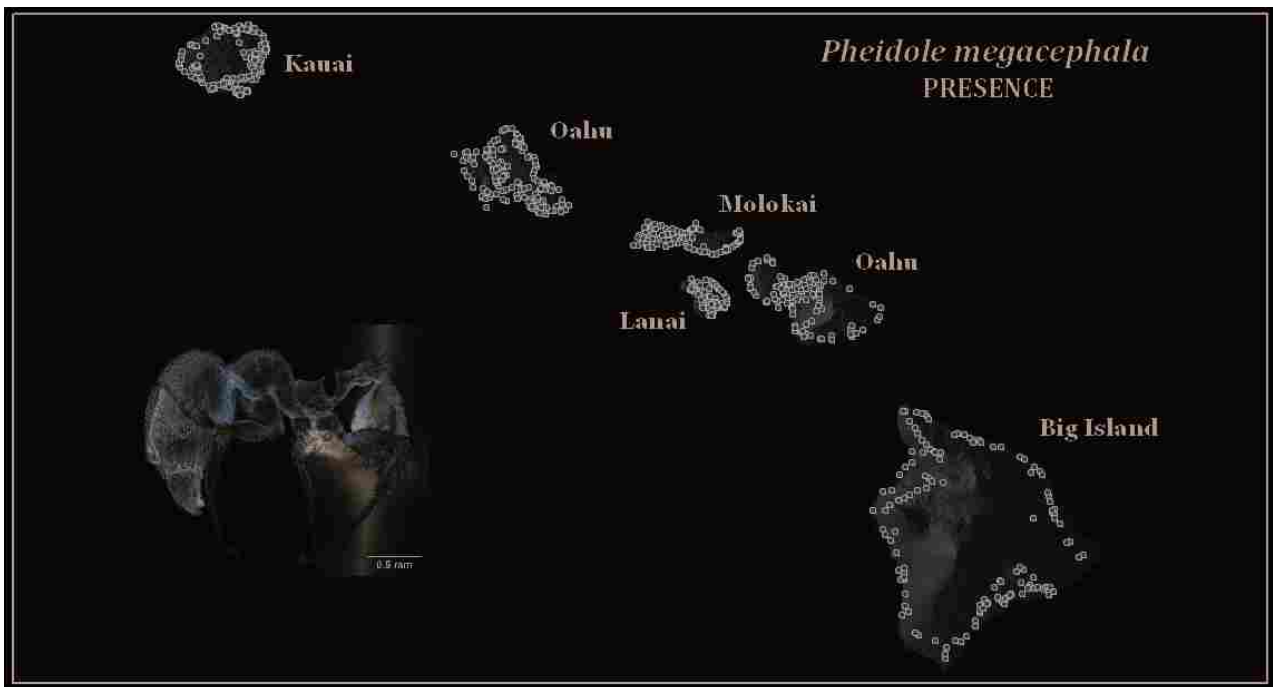 Pheidole megacephala
PRESENCE
Kauai
Oahu
Molokai
Oahu
Lanai
Big Island
0.5 mm